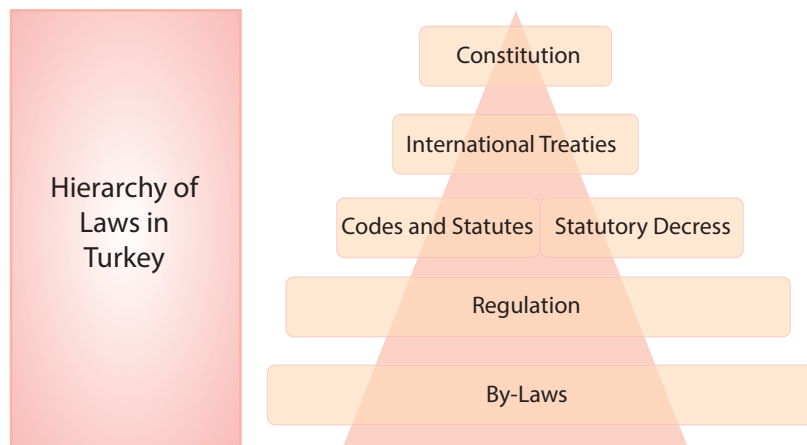 Hierarchy of
Laws in
Turkey
Constitution
International Treaties
Codes and Statutes
Statutory Decress
Regulation
By-Laws